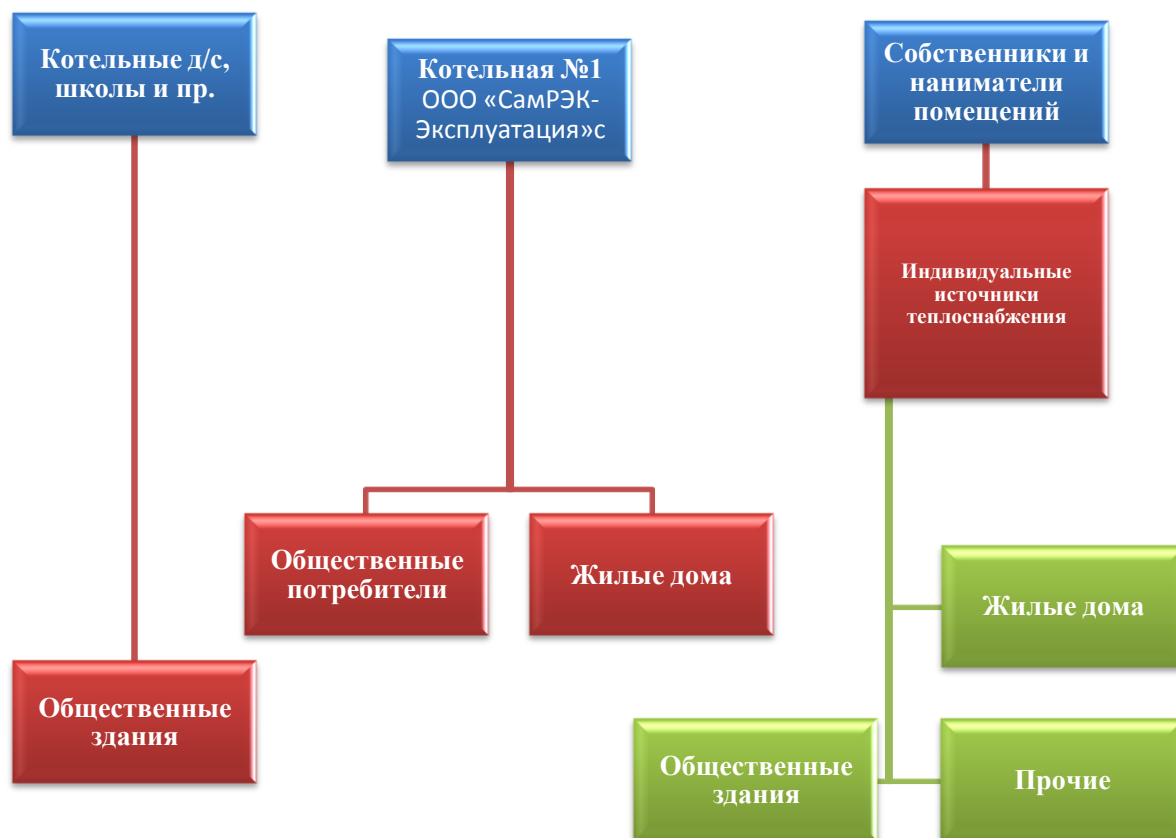 Котельные д/с,
школы и пр.
Котельная №1
ООО «СамРЭК-
Эксплуатация»с
Собственники и
наниматели
помещений
Индивидуальные
источники
теплоснабжения
Общественные
потребители
Жилые дома
Жилые дома
Общественные
здания
Общественные
здания
Прочие